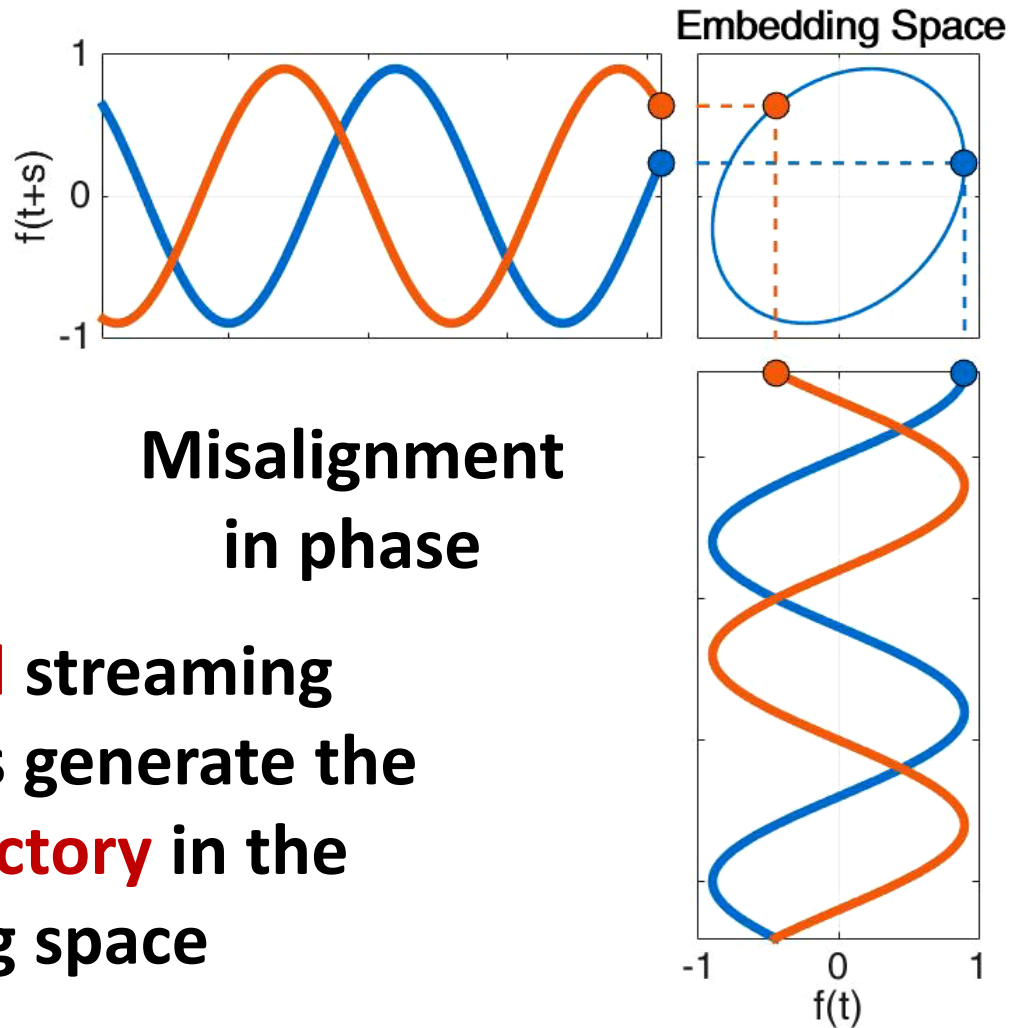 Embedding Space
1
0
-1
f(t+s)
Misalignment
in phase
streaming
generate the
ctory in the
g space
-1 0 1
f(t)